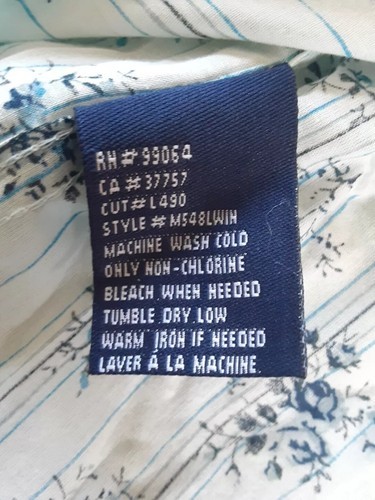 RN# 99064
CA #37757
CUT# L490
STYLE # M548LWIN
MACHINE WASH COLD
ONLY NON-CHLORINE
BLEACH WHEN NEEDED
TUMBLE DRY LOW
WARM IRON IF NEEDED
LAVER Á LA MACHINE